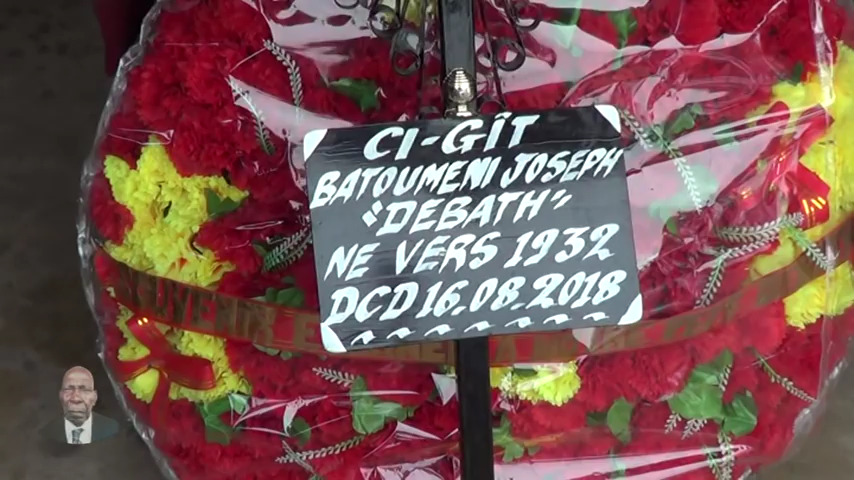 CI-GÎT
BATOUMENI JOSEPH
"DEBATH"
NE VERS 1932
DCD 16.08.2018